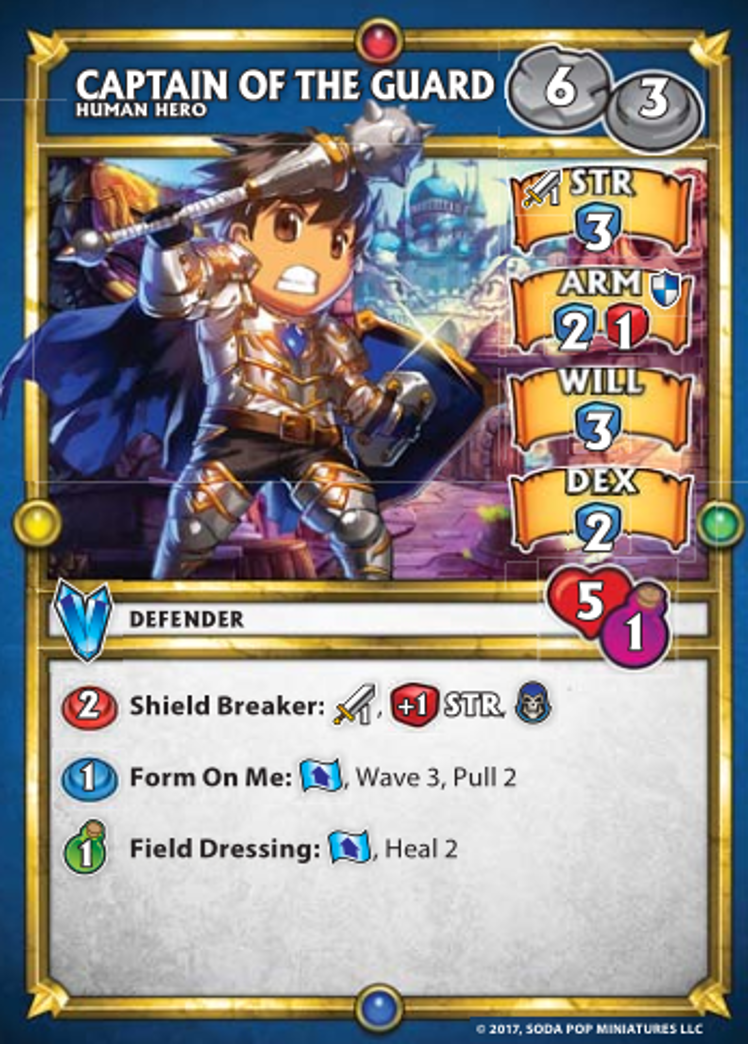 CAPTAIN OF THE GUARD
HUMAN HERO
6 3
1 STR
3
ARM
2 1
WILL
3
DEX
2
DEFENDER
5 1
2 Shield Breaker: 1, +1 STR,
1 Form On Me: , Wave 3, Pull 2
1 Field Dressing: , Heal 2
© 2017, SODA POP MINIATURES LLC